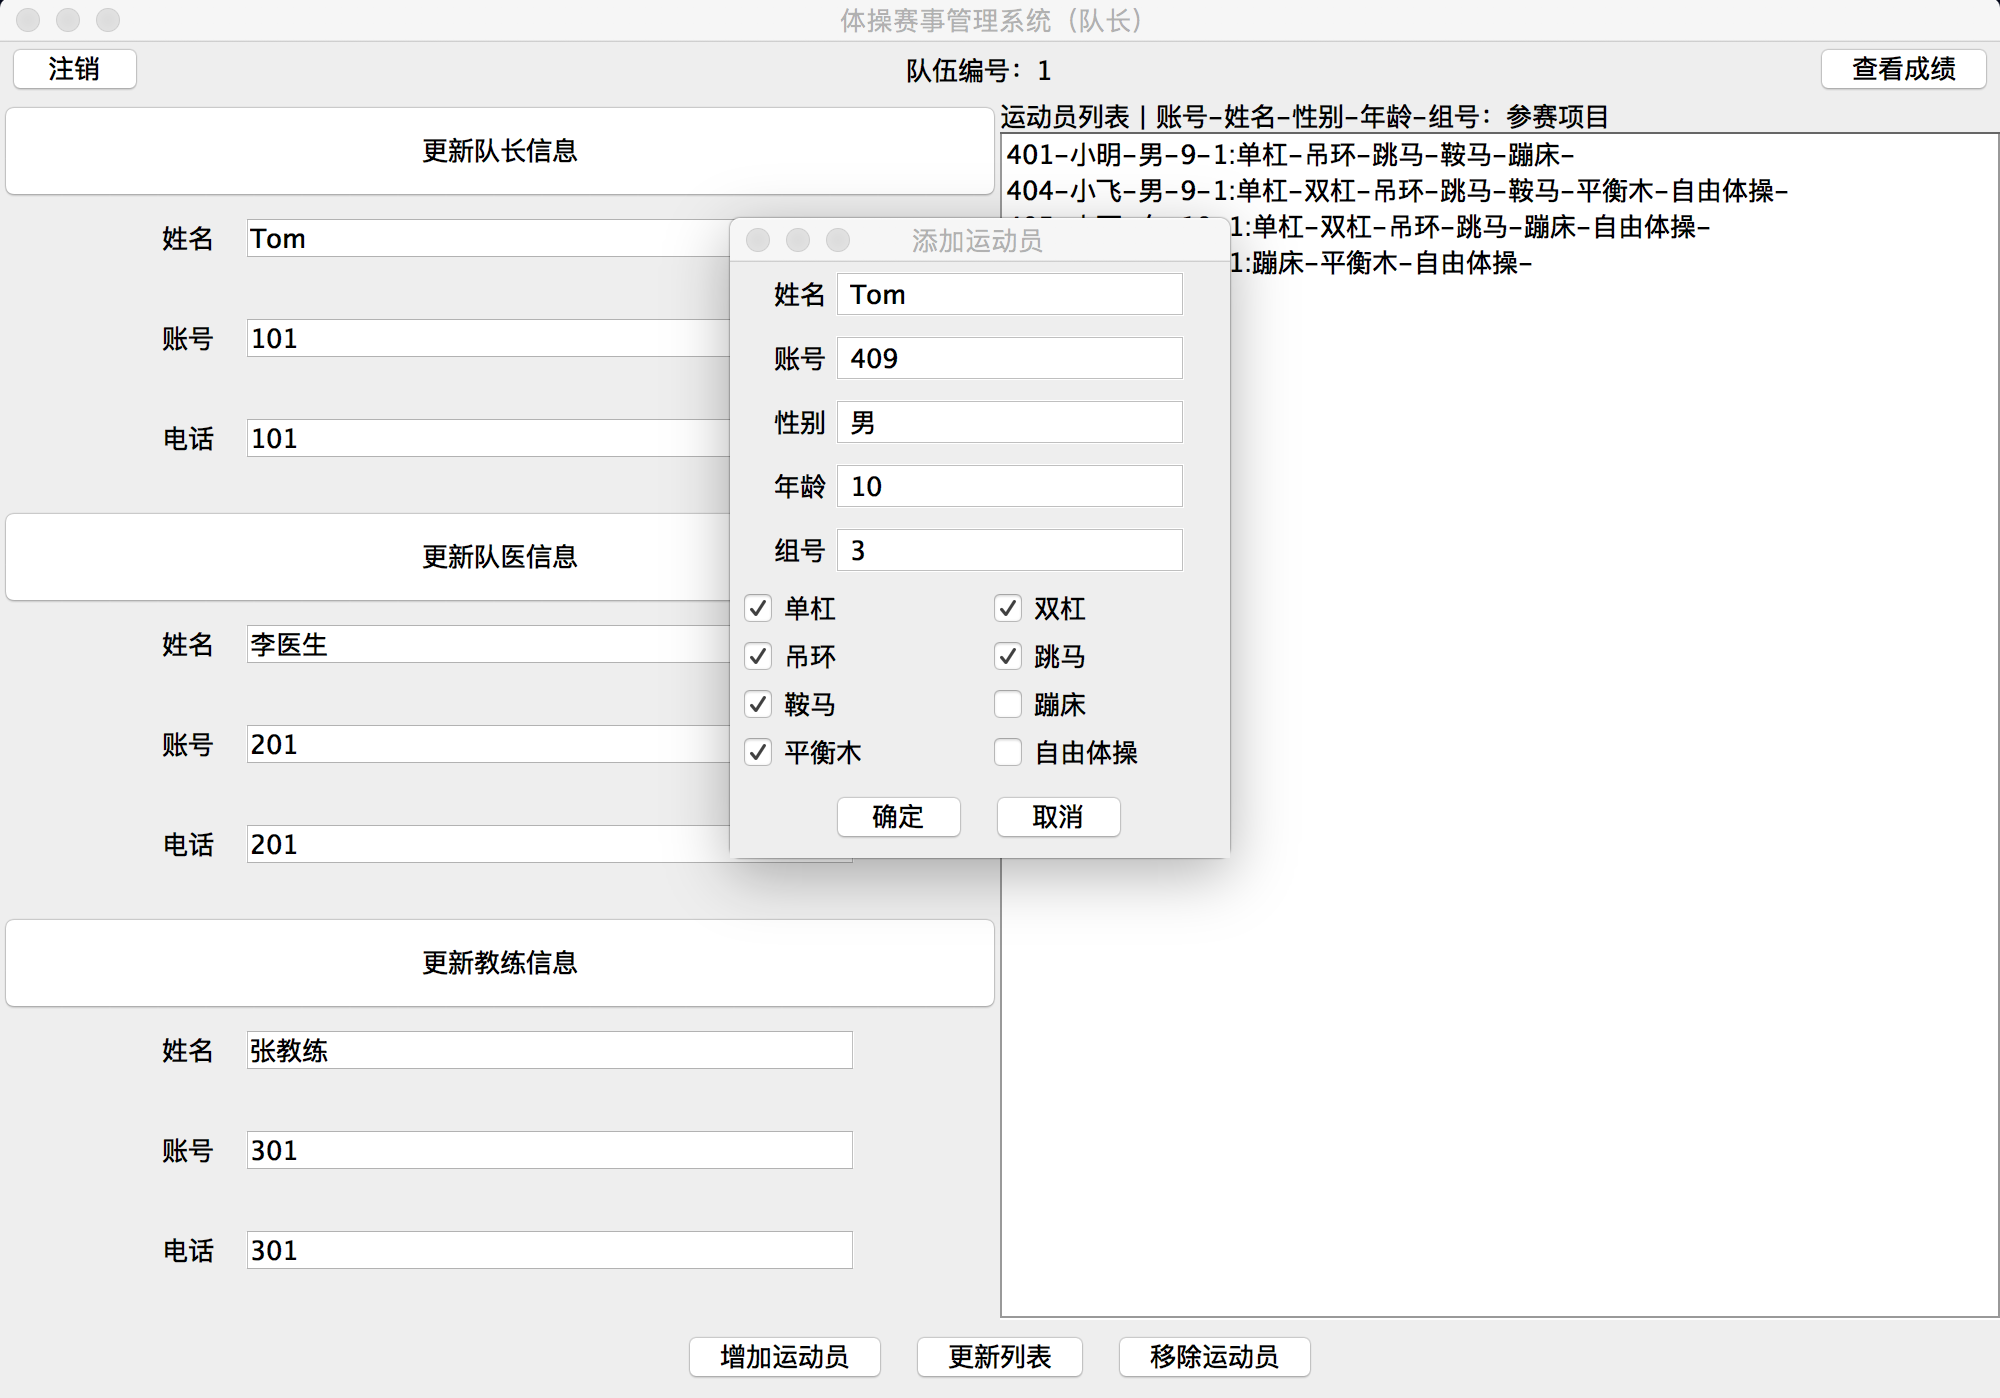 体操赛事管理系统（队长）
注销
队伍编号：1
查看成绩
更新队长信息
姓名 Tom
账号 101
电话 101
更新队医信息
姓名 李医生
账号 201
电话 201
更新教练信息
姓名 张教练
账号 301
电话 301
运动员列表 | 账号-姓名-性别-年龄-组号：参赛项目
401-小明-男-9-1:单杠-吊环-跳马-鞍马-蹦床-
404-小飞-男-9-1:单杠-双杠-吊环-跳马-鞍马-平衡木-自由体操-
1:单杠-双杠-吊环-跳马-蹦床-自由体操-
1:蹦床-平衡木-自由体操-
添加运动员
姓名 Tom
账号 409
性别 男
年龄 10
组号 3
单杠 双杠
吊环 跳马
鞍马 蹦床
平衡木 自由体操
确定 取消
增加运动员 更新列表 移除运动员